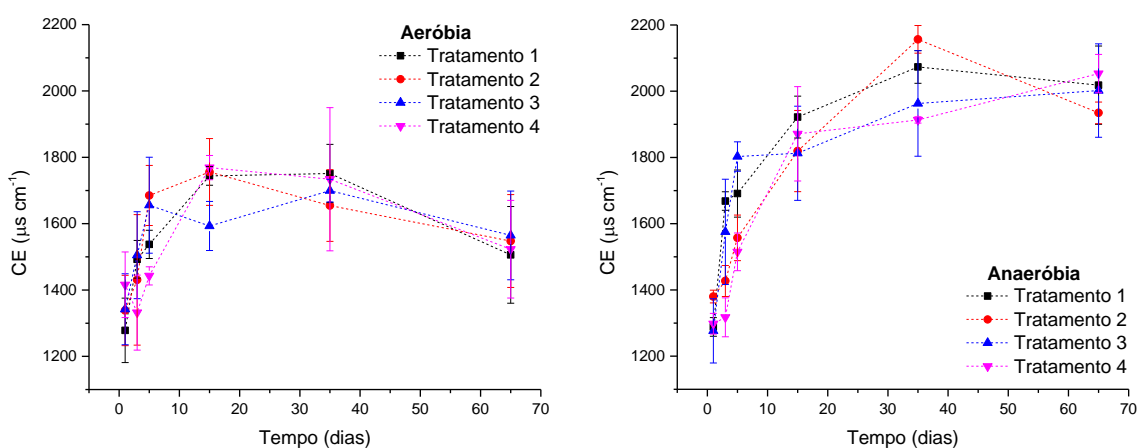 Aeróbia
Tratamento 1
Tratamento 2
Tratamento 3
Tratamento 4
CE (µs cm⁻¹)
2200
2000
1800
1600
1400
1200
0 10 20 30 40 50 60 70
Tempo (dias)
Anaeróbia
Tratamento 1
Tratamento 2
Tratamento 3
Tratamento 4
CE (µs cm⁻¹)
2200
2000
1800
1600
1400
1200
0 10 20 30 40 50 60 70
Tempo (dias)